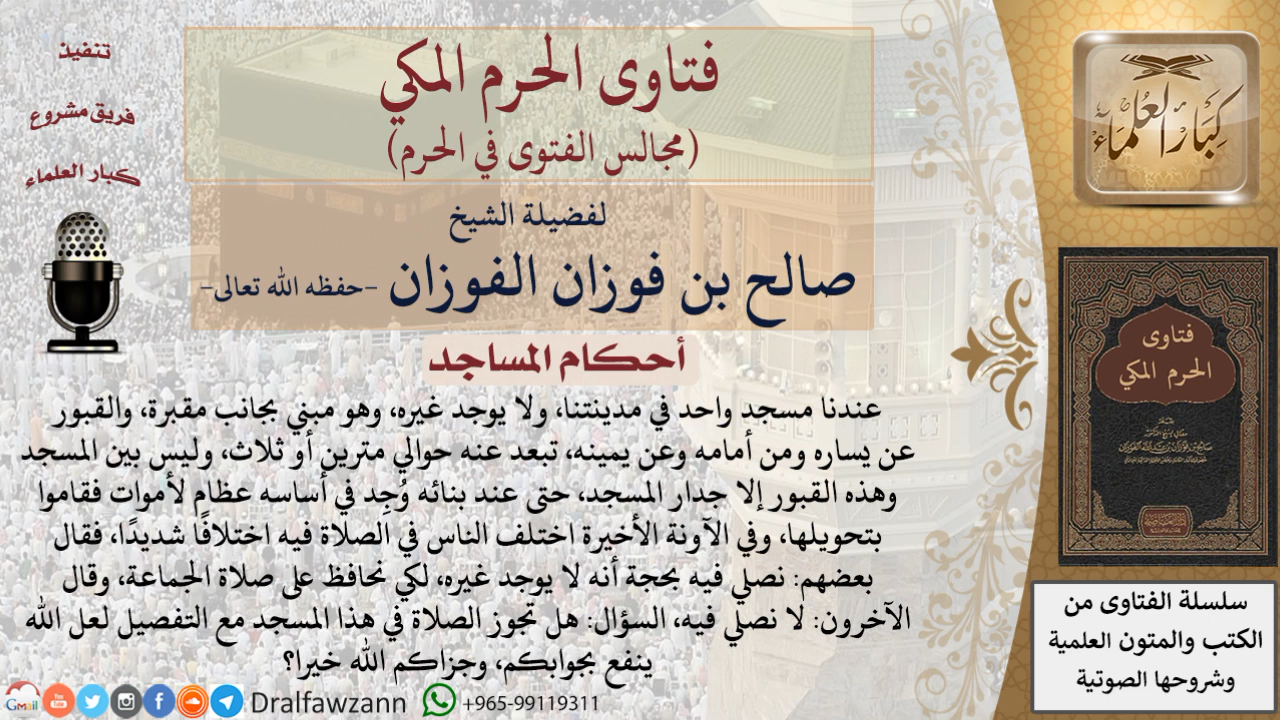 فتاوى الحرم المكي
(مجالس الفتوى في الحرم)
لفضيلة الشيخ
صالح بن فوزان الفوزان -حفظه الله تعالى-
أحكام المساجد
عندنا مسجد واحد في مدينتنا، ولا يوجد غيره، وهو مبني بجانب مقبرة، والقبور
عن يساره ومن أمامه وعن يمينه، تبعد عنه حوالي مترين أو ثلاث، وليس بين المسجد
وهذه القبور إلا جدار المسجد، حتى عند بنائه وُجِد في أساسه عظام لأموات فقاموا
بتحويلها، وفي الآونة الأخيرة اختلف الناس في الصلاة فيه اختلافًا شديدًا، فقال
بعضهم: نصلي فيه بحجة أنه لا يوجد غيره، لكي نحافظ على صلاة الجماعة، وقال
الآخرون: لا نصلي فيه، السؤال: هل تجوز الصلاة في هذا المسجد مع التفصيل لعل الله
ينفع بجوابكم، وجزاكم الله خيرا؟
تنفيذ
فريق مشروع
كبار العلماء
كِبَارُ العُلَمَاء
فتاوى
الحرم المكي
سلسلة الفتاوى من
الكتب والمتون العلمية
وشروحها الصوتية
Gmail
You Tube
Dralfawzann
+965-99119311